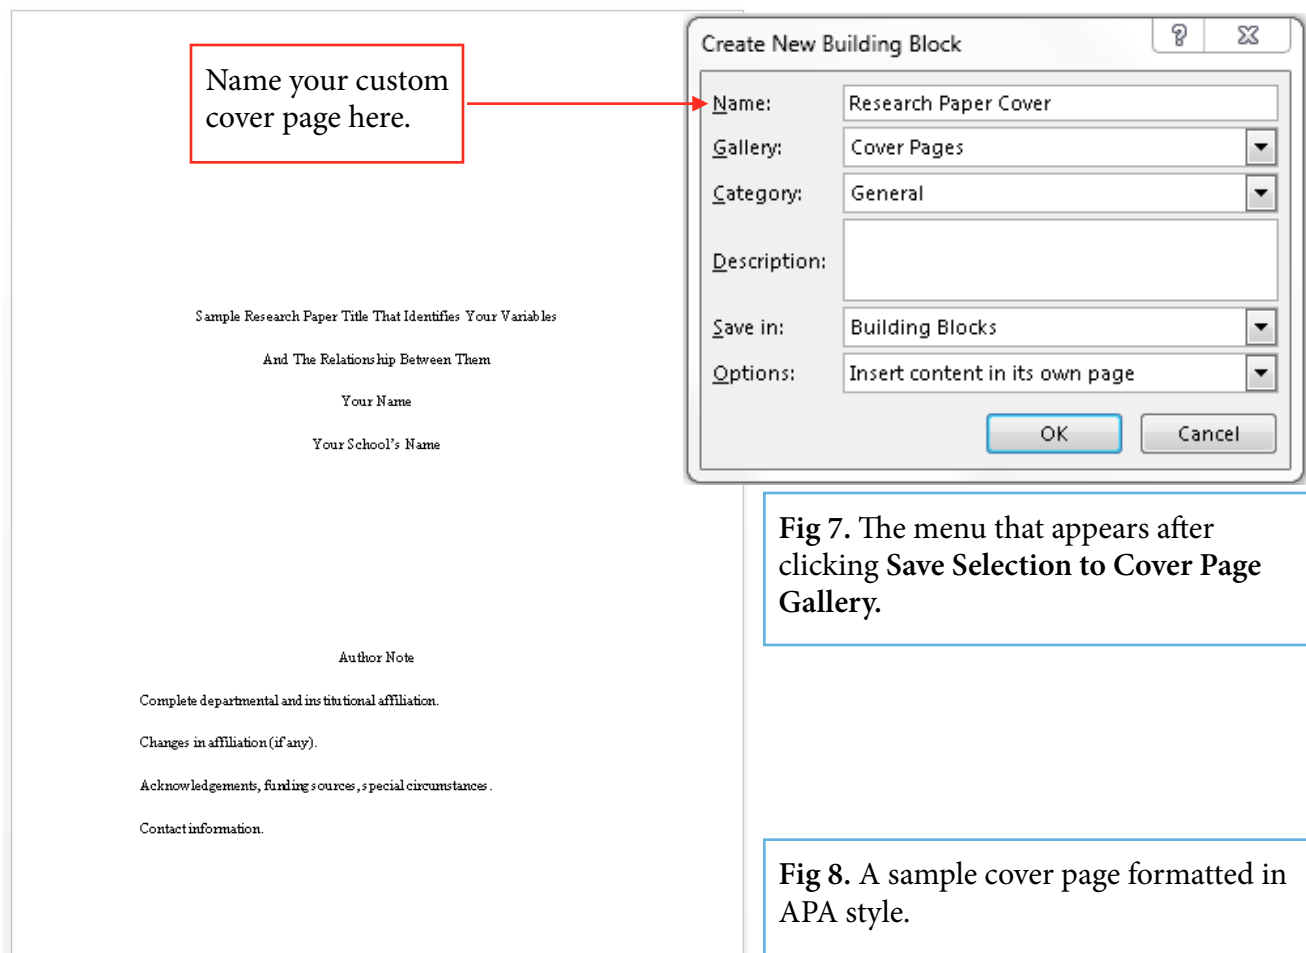 Name your custom
cover page here.
Create New Building Block
Name: Research Paper Cover
Gallery: Cover Pages
Category: General
Description:
Save in: Building Blocks
Options: Insert content in its own page
OK Cancel
Sample Research Paper Title That Identifies Your Variables
And The Relationship Between Them
Your Name
Your School's Name
Author Note
Complete departmental and institutional affiliation.
Changes in affiliation (if any).
Acknowledgements, funding sources, special circumstances.
Contact information.
Fig 7. The menu that appears after
clicking Save Selection to Cover Page
Gallery.
Fig 8. A sample cover page formatted in
APA style.